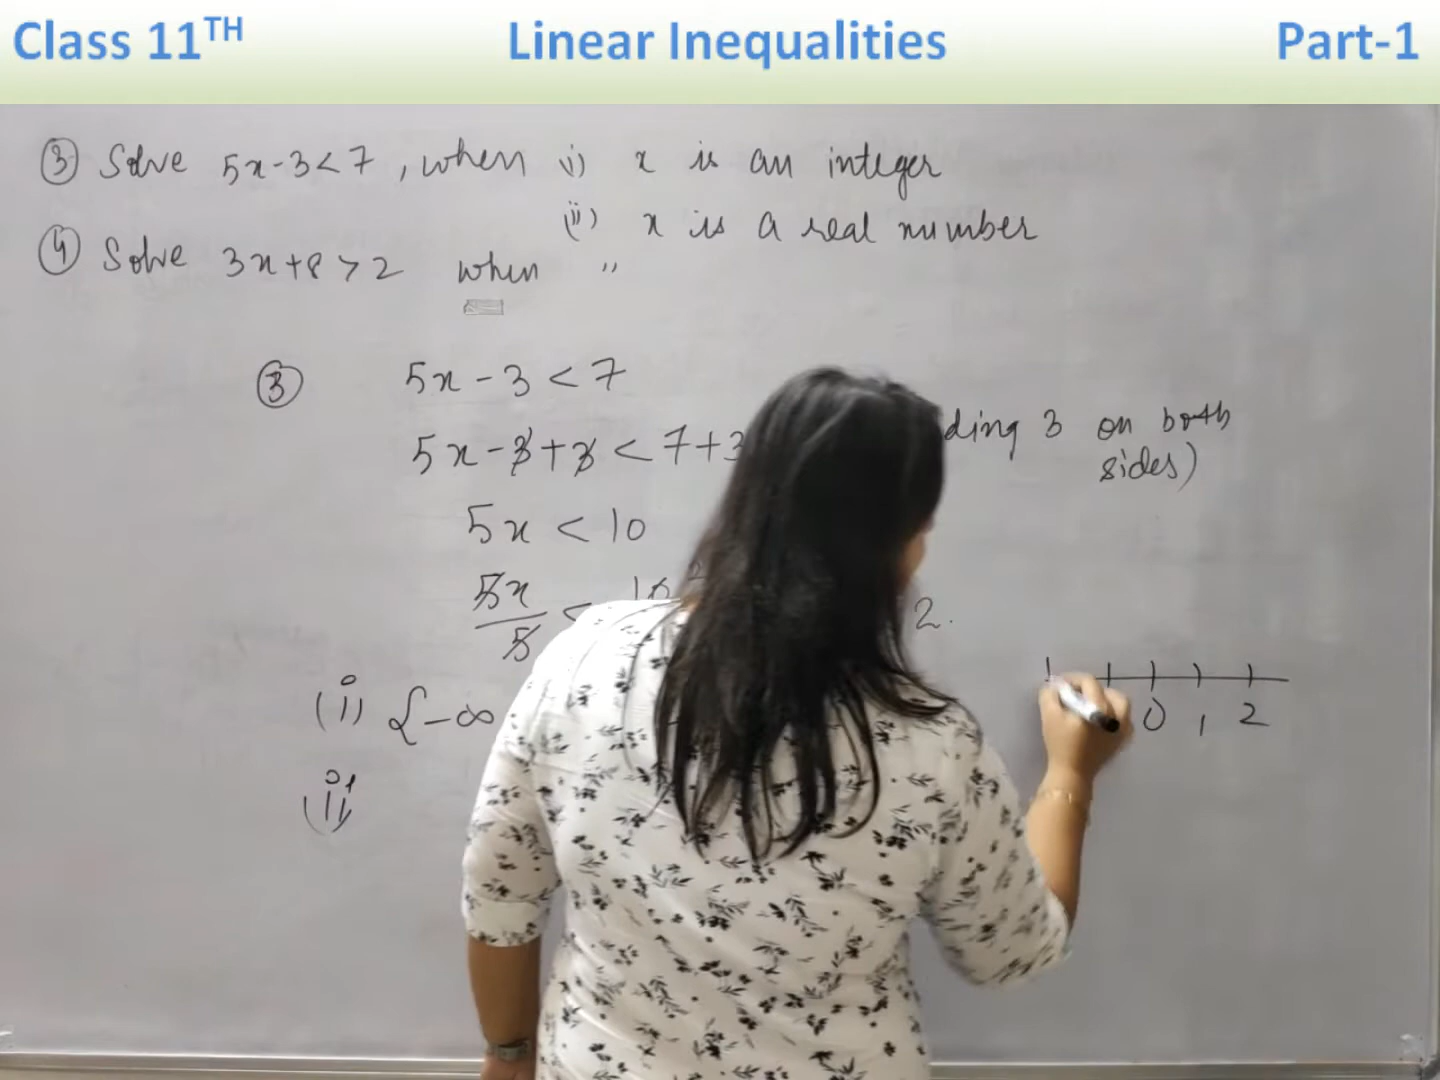 Class 11TH Linear Inequalities Part-1
③ Solve 5x-3<7, when i) x is an integer
(ii) x is a real number
④ Solve 3x+8>2 when "
③ 5x-3<7
5x-3+3<7+3 ding 3 on both
sides)
5x<10
5x/5 < 10 2
2.
0 1 2
(i) {-∞
(ii)